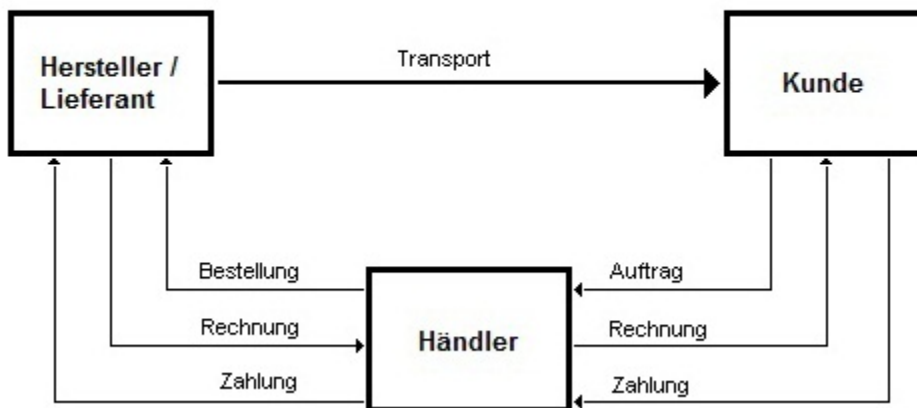 Transport
Hersteller /
Lieferant
Kunde
Bestellung
Auftrag
Rechnung
Händler
Rechnung
Zahlung
Zahlung